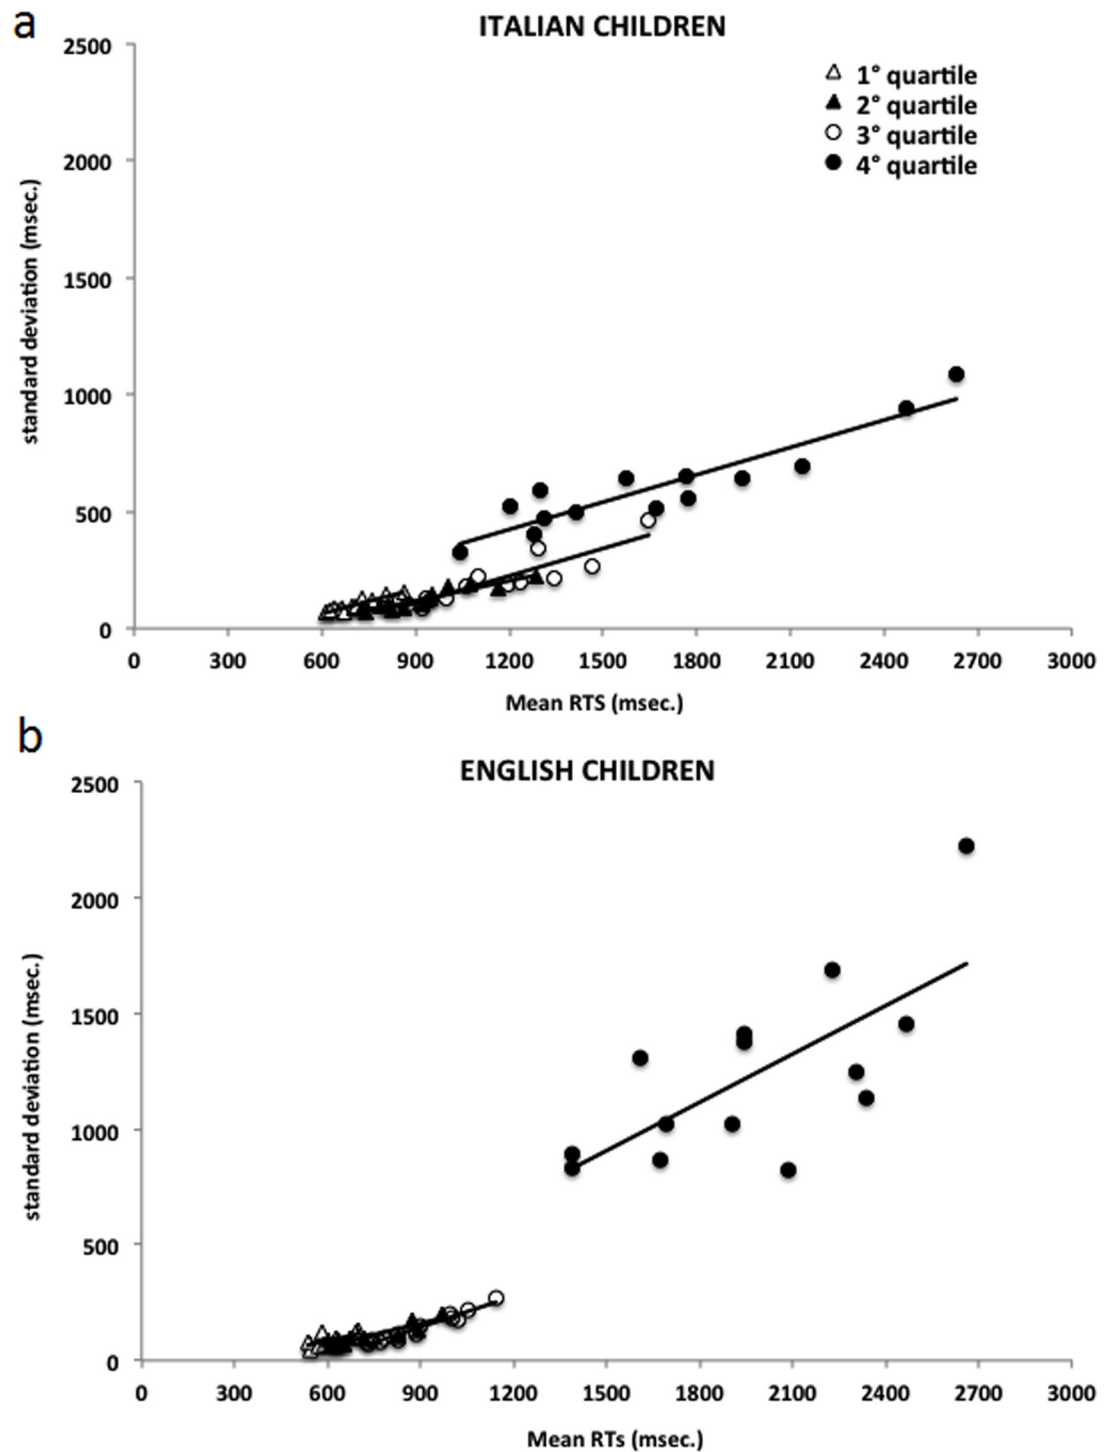 a
ITALIAN CHILDREN
2500
1° quartile
2° quartile
3° quartile
4° quartile
2000
1500
1000
500
0
standard deviation (msec.)
0 300 600 900 1200 1500 1800 2100 2400 2700 3000
Mean RTS (msec.)
b
ENGLISH CHILDREN
2500
2000
1500
1000
500
0
standard deviation (msec.)
0 300 600 900 1200 1500 1800 2100 2400 2700 3000
Mean RTs (msec.)